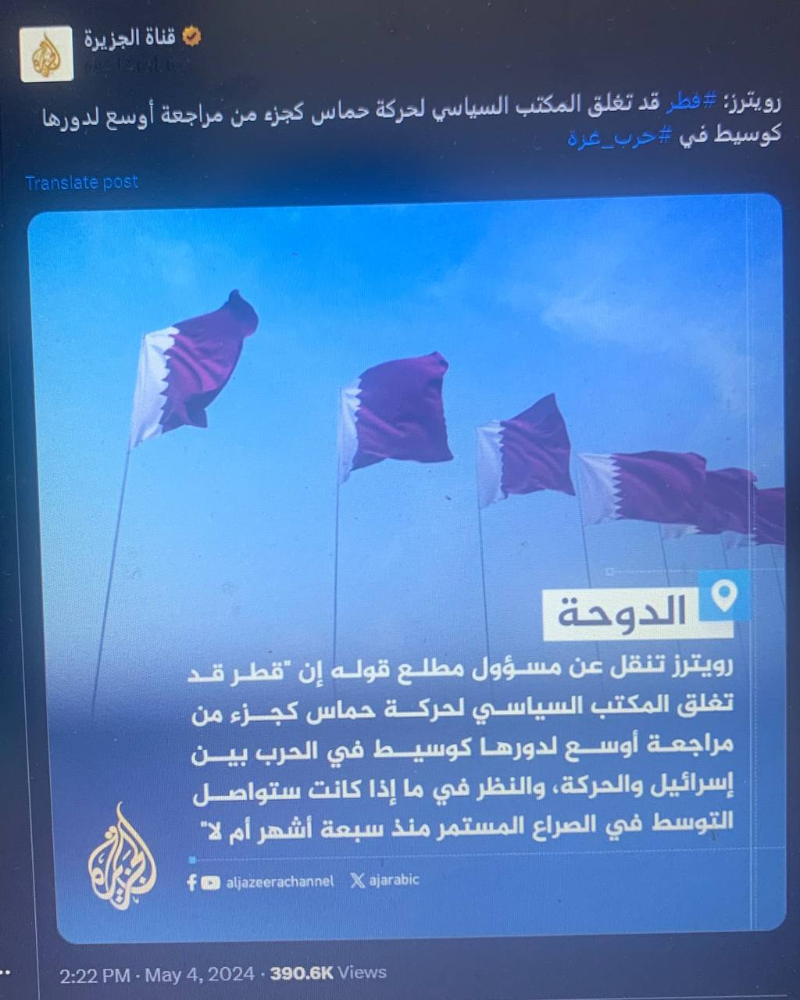 قناة الجزيرة
رويترز: #قطر قد تغلق المكتب السياسي لحركة حماس كجزء من مراجعة أوسع لدورها
كوسيط في #حرب_غزة
Translate post
الدوحة
رويترز تنقل عن مسؤول مطلع قوله إن "قطر قد
تغلق المكتب السياسي لحركة حماس كجزء من
مراجعة أوسع لدورها كوسيط في الحرب بين
إسرائيل والحركة، والنظر في ما إذا كانت ستواصل
التوسط في الصراع المستمر منذ سبعة أشهر أم لا"
الجزيرة
aljazeerachannel ajarabic
2:22 PM · May 4, 2024 · 390.6K Views